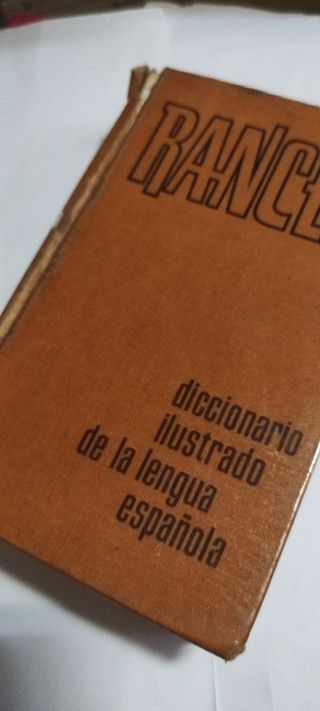 RANCE
diccionario
ilustrado
de la lengua
española